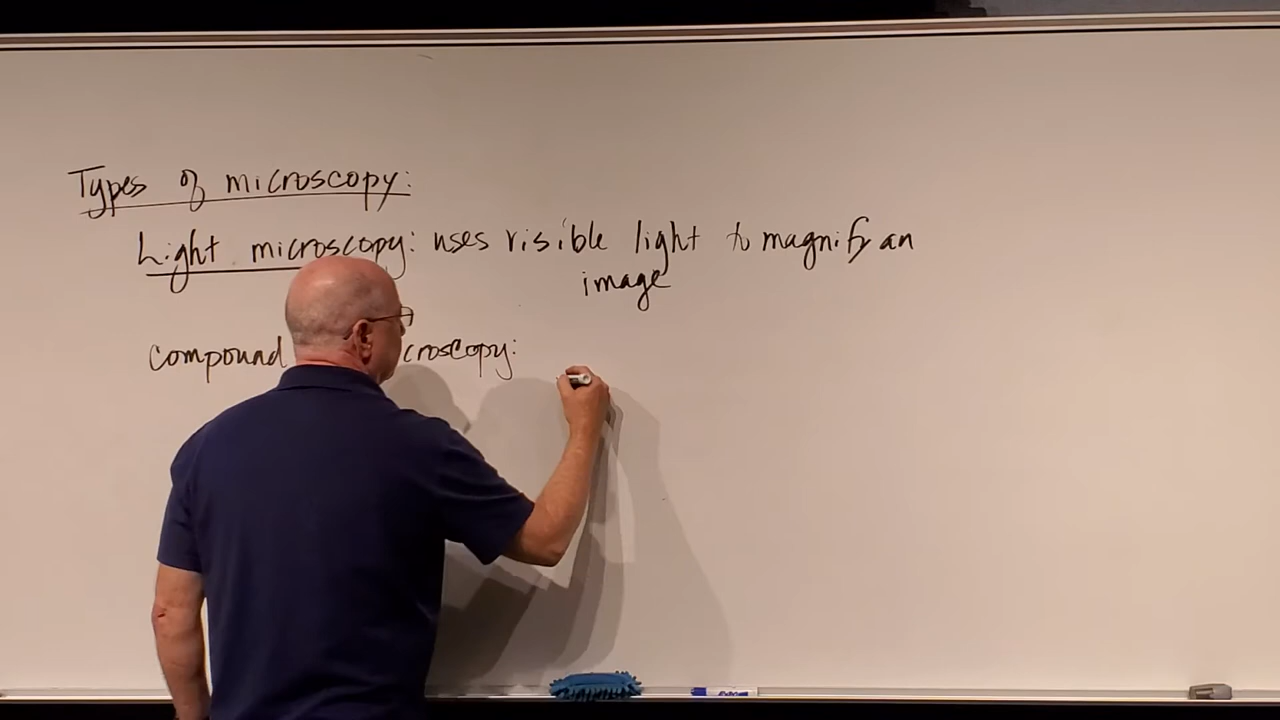 Types of microscopy:
Light microscopy: uses visible light to magnify an
image
compound croscopy: